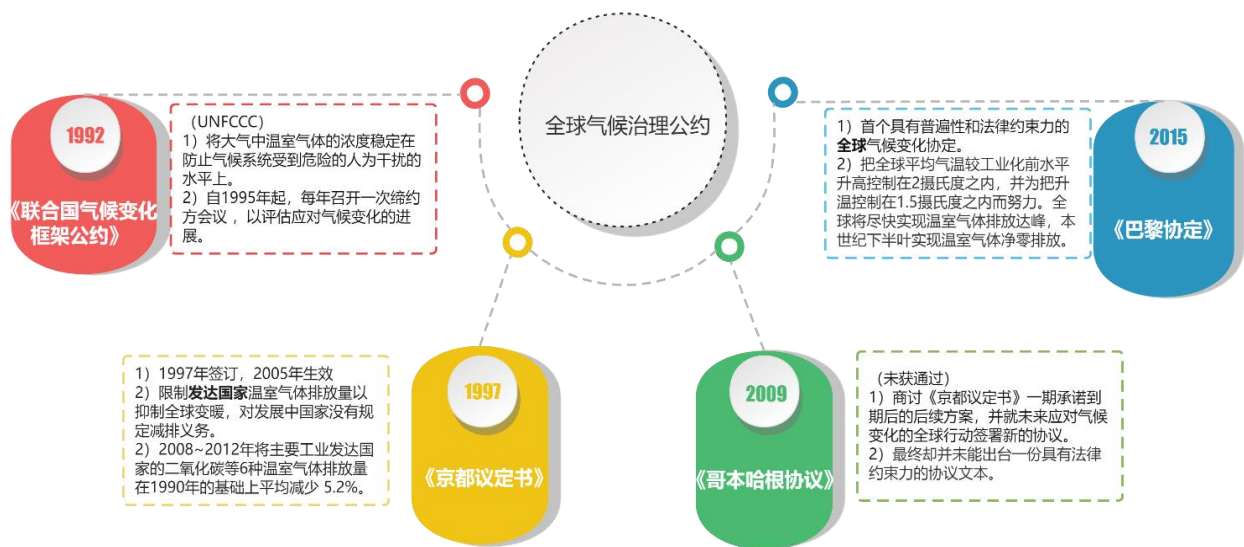 全球气候治理公约
1992
《联合国气候变化
框架公约》
（UNFCCC）
1）将大气中温室气体的浓度稳定在
防止气候系统受到危险的人为干扰的
水平上。
2）自1995年起，每年召开一次缔约
方会议 ，以评估应对气候变化的进
展。
1997
《京都议定书》
1）1997年签订，2005年生效
2）限制发达国家温室气体排放量以
抑制全球变暖，对发展中国家没有规
定减排义务。
2）2008~2012年将主要工业发达国
家的二氧化碳等6种温室气体排放量
在1990年的基础上平均减少 5.2%。
2009
《哥本哈根协议》
（未获通过）
1）商讨《京都议定书》一期承诺到
期后的后续方案，并就未来应对气候
变化的全球行动签署新的协议。
2）最终却并未能出台一份具有法律
约束力的协议文本。
2015
《巴黎协定》
1）首个具有普遍性和法律约束力的
全球气候变化协定。
2）把全球平均气温较工业化前水平
升高控制在2摄氏度之内，并为把升
温控制在1.5摄氏度之内而努力。全
球将尽快实现温室气体排放达峰，本
世纪下半叶实现温室气体净零排放。